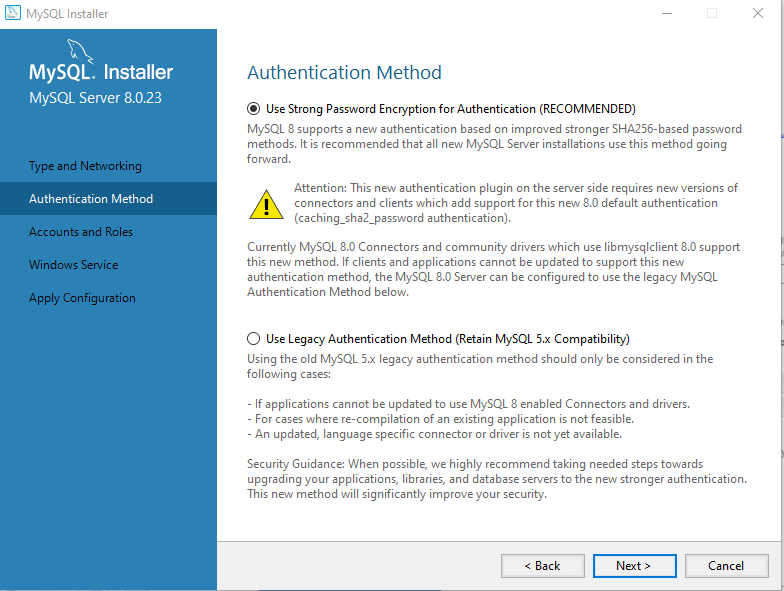 MySQL Installer
MySQL. Installer
MySQL Server 8.0.23
Type and Networking
Authentication Method
Accounts and Roles
Windows Service
Apply Configuration
Authentication Method
Use Strong Password Encryption for Authentication (RECOMMENDED)
MySQL 8 supports a new authentication based on improved stronger SHA256-based password
methods. It is recommended that all new MySQL Server installations use this method going
forward.
Attention: This new authentication plugin on the server side requires new versions of
connectors and clients which add support for this new 8.0 default authentication
(caching_sha2_password authentication).
Currently MySQL 8.0 Connectors and community drivers which use libmysqlclient 8.0 support
this new method. If clients and applications cannot be updated to support this new
authentication method, the MySQL 8.0 Server can be configured to use the legacy MySQL
Authentication Method below.
Use Legacy Authentication Method (Retain MySQL 5.x Compatibility)
Using the old MySQL 5.x legacy authentication method should only be considered in the
following cases:
- If applications cannot be updated to use MySQL 8 enabled Connectors and drivers.
- For cases where re-compilation of an existing application is not feasible.
- An updated, language specific connector or driver is not yet available.
Security Guidance: When possible, we highly recommend taking needed steps towards
upgrading your applications, libraries, and database servers to the new stronger authentication.
This new method will significantly improve your security.
< Back
Next >
Cancel